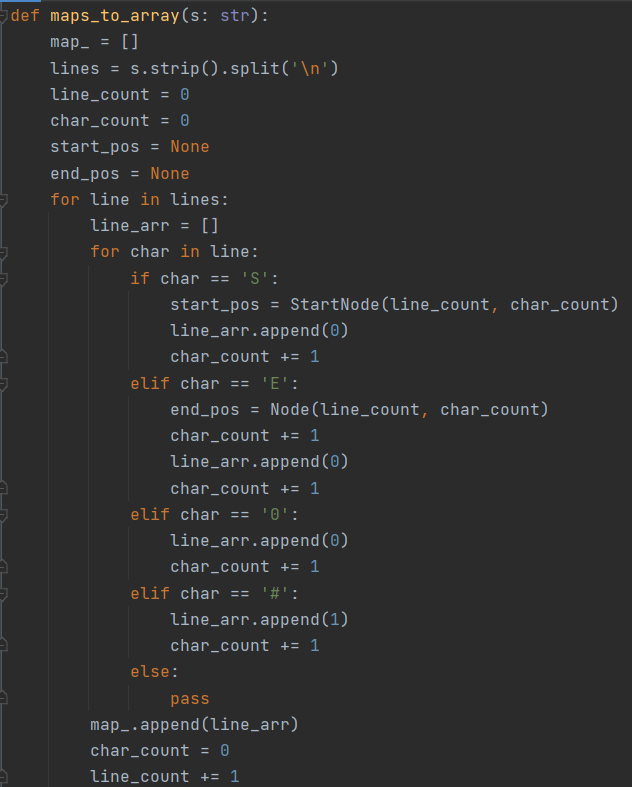 def maps_to_array(s: str):
    map_ = []
    lines = s.strip().split('\n')
    line_count = 0
    char_count = 0
    start_pos = None
    end_pos = None
    for line in lines:
        line_arr = []
        for char in line:
            if char == 'S':
                start_pos = StartNode(line_count, char_count)
                line_arr.append(0)
                char_count += 1
            elif char == 'E':
                end_pos = Node(line_count, char_count)
                char_count += 1
                line_arr.append(0)
                char_count += 1
            elif char == '0':
                line_arr.append(0)
                char_count += 1
            elif char == '#':
                line_arr.append(1)
                char_count += 1
            else:
                pass
        map_.append(line_arr)
        char_count = 0
        line_count += 1